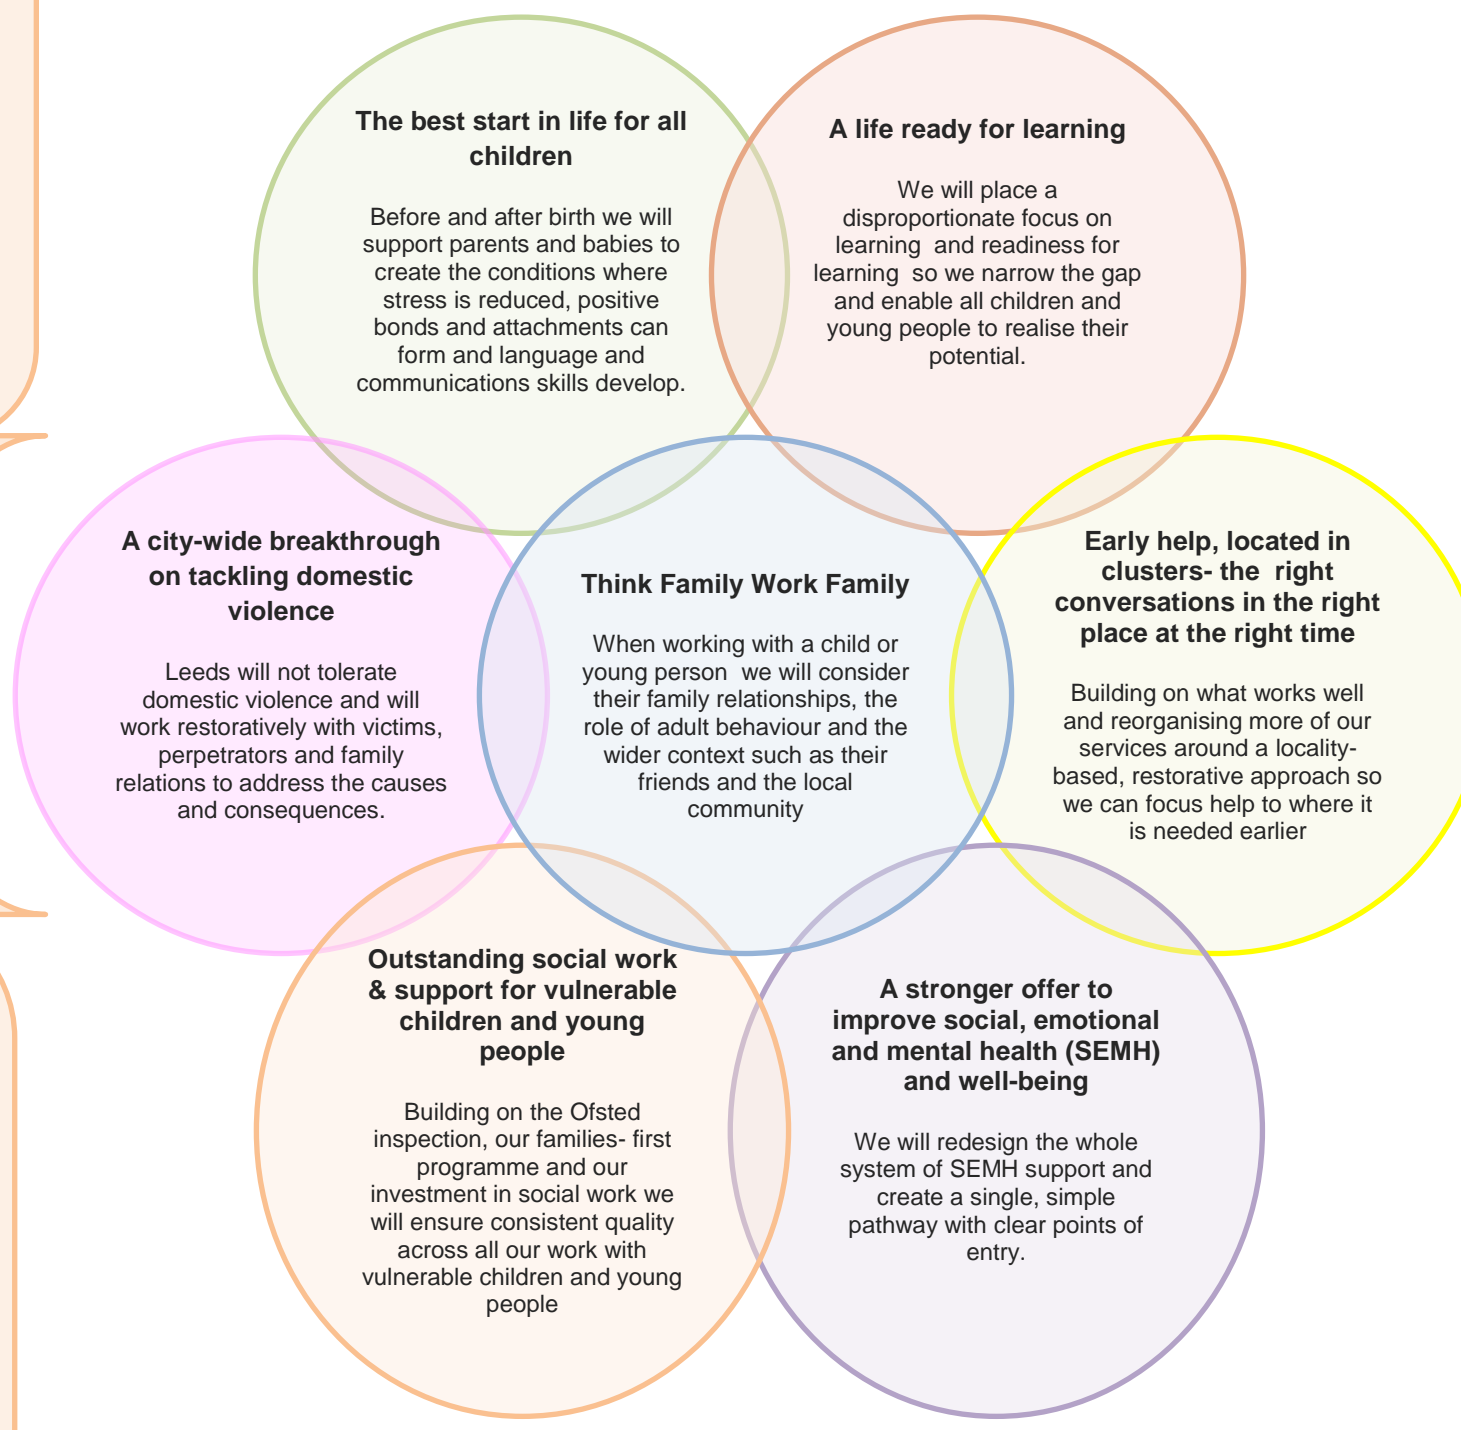 The best start in life for all
children
Before and after birth we will
support parents and babies to
create the conditions where
stress is reduced, positive
bonds and attachments can
form and language and
communications skills develop.
A life ready for learning
We will place a
disproportionate focus on
learning  and readiness for
learning  so we narrow the gap
and enable all children and
young people to realise their
potential.
A city-wide breakthrough
on tackling domestic
violence
Leeds will not tolerate
domestic violence and will
work restoratively with victims,
perpetrators and family
relations to address the causes
and consequences.
Think Family Work Family
When working with a child or
young person  we will consider
their family relationships, the
role of adult behaviour and the
wider context such as their
friends and the local
community
Early help, located in
clusters- the  right
conversations in the right
place at the right time
Building on what works well
and reorganising more of our
services around a locality-
based, restorative approach so
we can focus help to where it
is needed earlier
Outstanding social work
& support for vulnerable
children and young
people
Building on the Ofsted
inspection, our families- first
programme and our
investment in social work we
will ensure consistent quality
across all our work with
vulnerable children and young
people
A stronger offer to
improve social, emotional
and mental health (SEMH)
and well-being
We will redesign the whole
system of SEMH support and
create a single, simple
pathway with clear points of
entry.